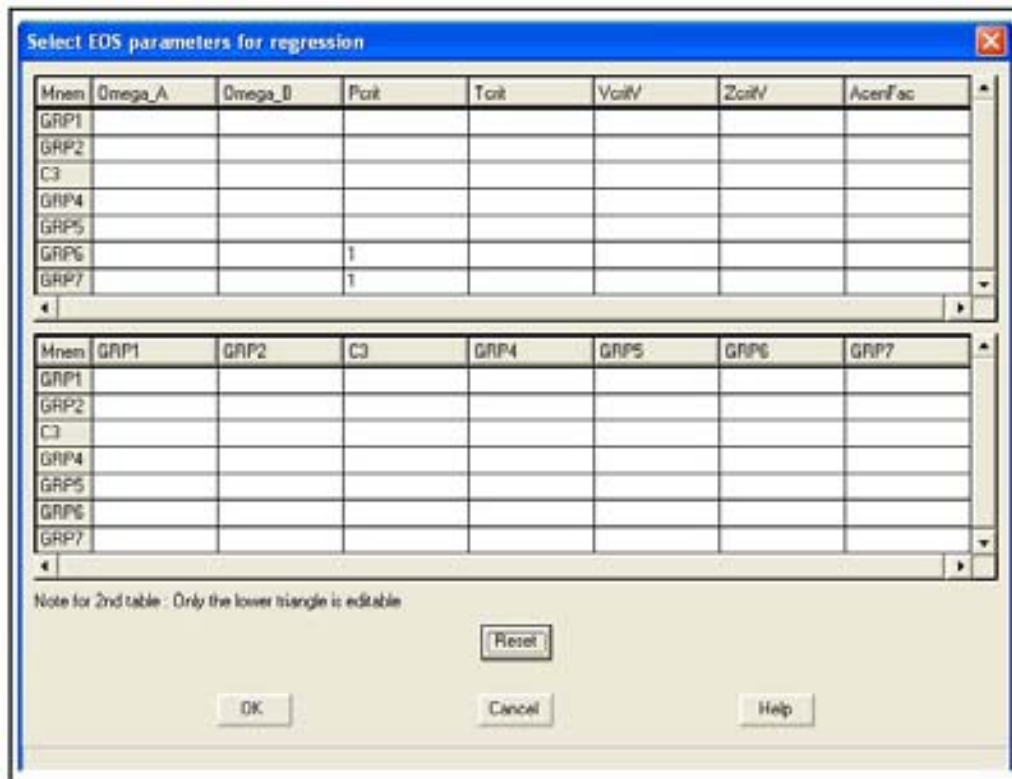 Select EOS parameters for regression
Mnem Omega_A Omega_B Pcrit Tcrit VcritV ZcritV AcenFac
GRP1
GRP2
C3
GRP4
GRP5
GRP6 1
GRP7 1
Mnem GRP1 GRP2 C3 GRP4 GRP5 GRP6 GRP7
GRP1
GRP2
C3
GRP4
GRP5
GRP6
GRP7
Note for 2nd table : Only the lower triangle is editable
Reset
OK Cancel Help